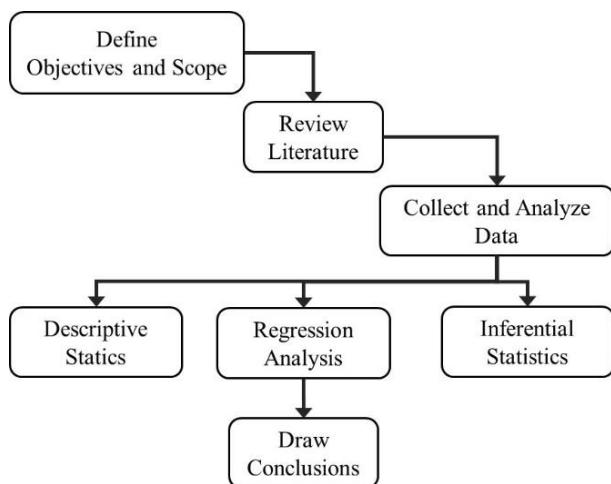 Define
Objectives and Scope
Review
Literature
Collect and Analyze
Data
Descriptive
Statics
Regression
Analysis
Inferential
Statistics
Draw
Conclusions